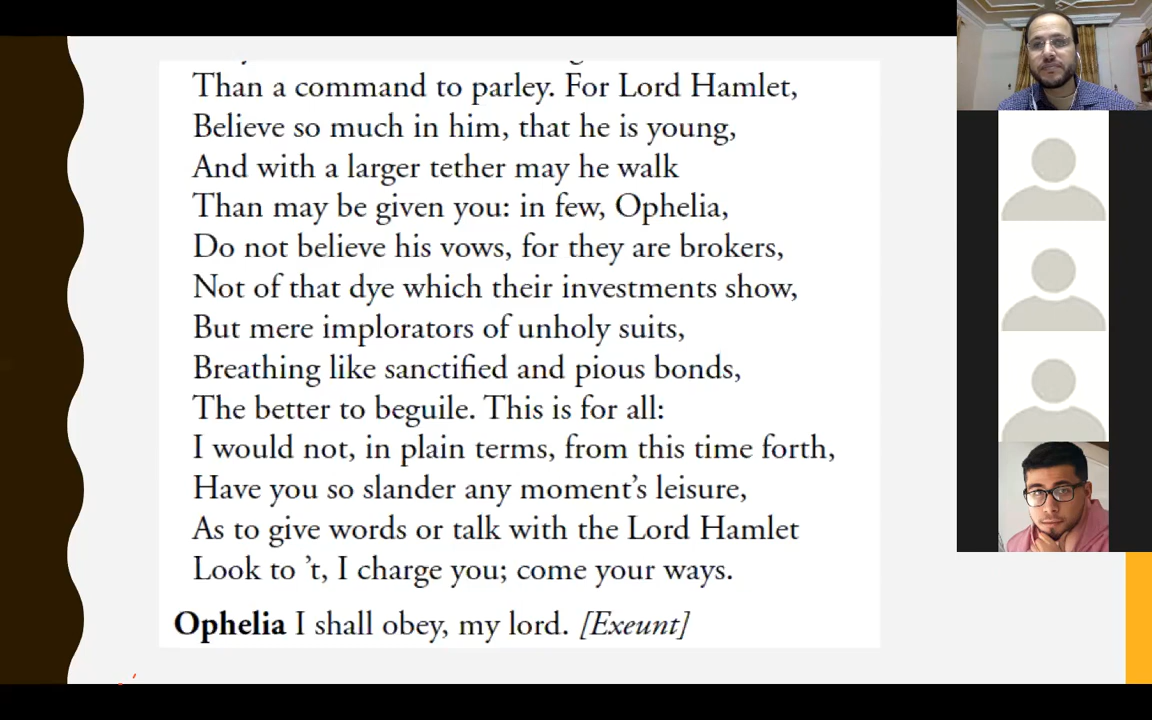 Than a command to parley. For Lord Hamlet,
Believe so much in him, that he is young,
And with a larger tether may he walk
Than may be given you: in few, Ophelia,
Do not believe his vows, for they are brokers,
Not of that dye which their investments show,
But mere implorators of unholy suits,
Breathing like sanctified and pious bonds,
The better to beguile. This is for all:
I would not, in plain terms, from this time forth,
Have you so slander any moment’s leisure,
As to give words or talk with the Lord Hamlet
Look to ’t, I charge you; come your ways.
Ophelia I shall obey, my lord. [Exeunt]